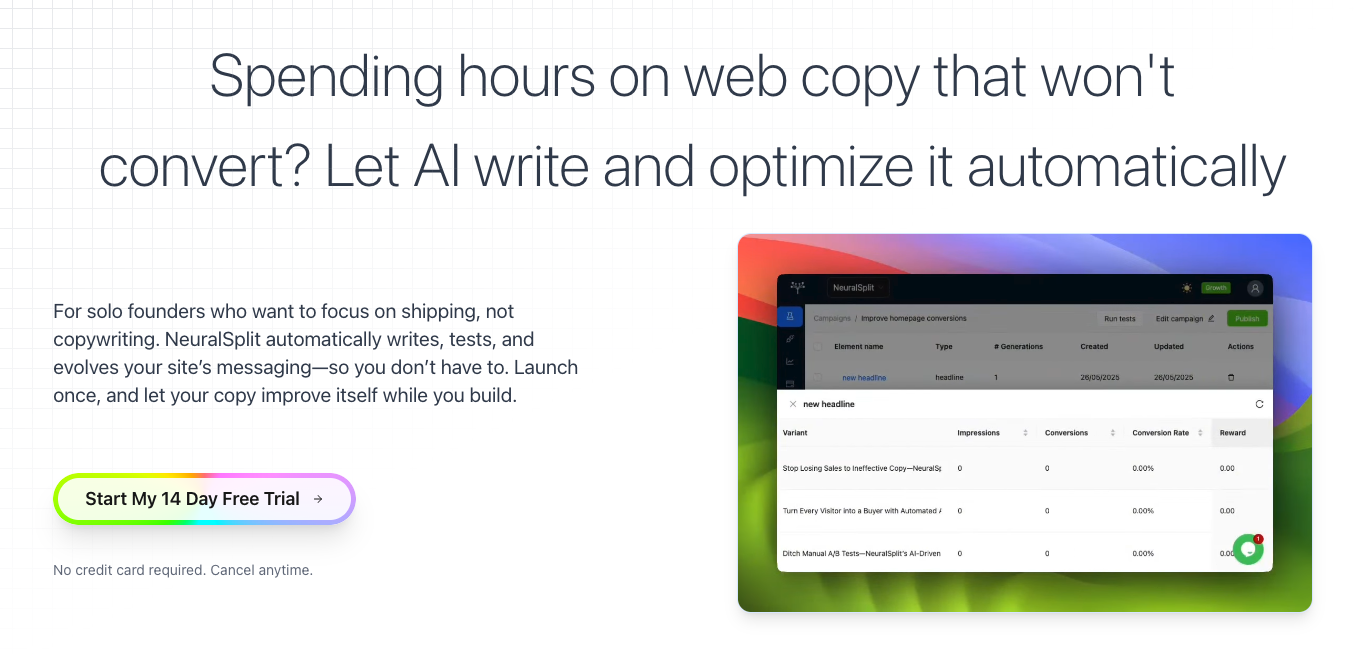 Spending hours on web copy that won't
convert? Let AI write and optimize it automatically
For solo founders who want to focus on shipping, not
copywriting. NeuralSplit automatically writes, tests, and
evolves your site’s messaging—so you don’t have to. Launch
once, and let your copy improve itself while you build.
Start My 14 Day Free Trial →
No credit card required. Cancel anytime.
NeuralSplit
Growth
Campaigns / Improve homepage conversions
Run tests
Edit campaign
Publish
Element name Type # Generations Created Updated Actions
new headline headline 1 26/05/2025 26/05/2025
new headline
Variant Impressions Conversions Conversion Rate Reward
Stop Losing Sales to Ineffective Copy—NeuralSp 0 0 0.00% 0.00
Turn Every Visitor into a Buyer with Automated 0 0 0.00% 0.00
Ditch Manual A/B Tests—NeuralSplit's AI-Driven 0 0 0.00% 0.00
1